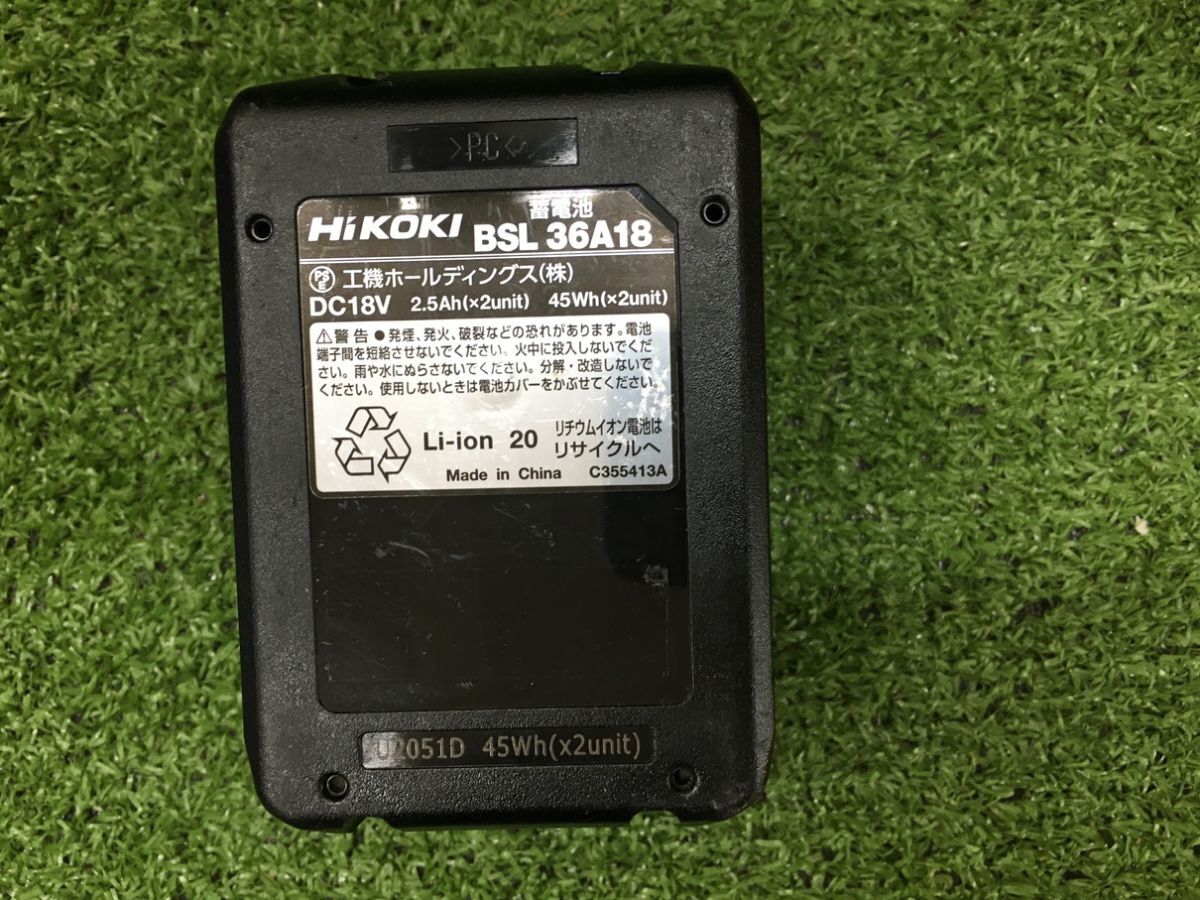 >PC<
HiKOKI 蓄電池 BSL 36A18
PSE 工機ホールディングス(株)
DC18V 2.5Ah(×2unit) 45Wh(×2unit)
⚠警告 ●発煙、発火、破裂などの恐れがあります。電池
端子間を短絡させないでください。火中に投入しないでくだ
さい。雨や水にぬらさないでください。分解・改造しないで
ください。使用しないときは電池カバーをかぶせてください。
Li-ion 20 リチウムイオン電池は
リサイクルへ
Made in China C355413A
U2051D 45Wh(x2unit)